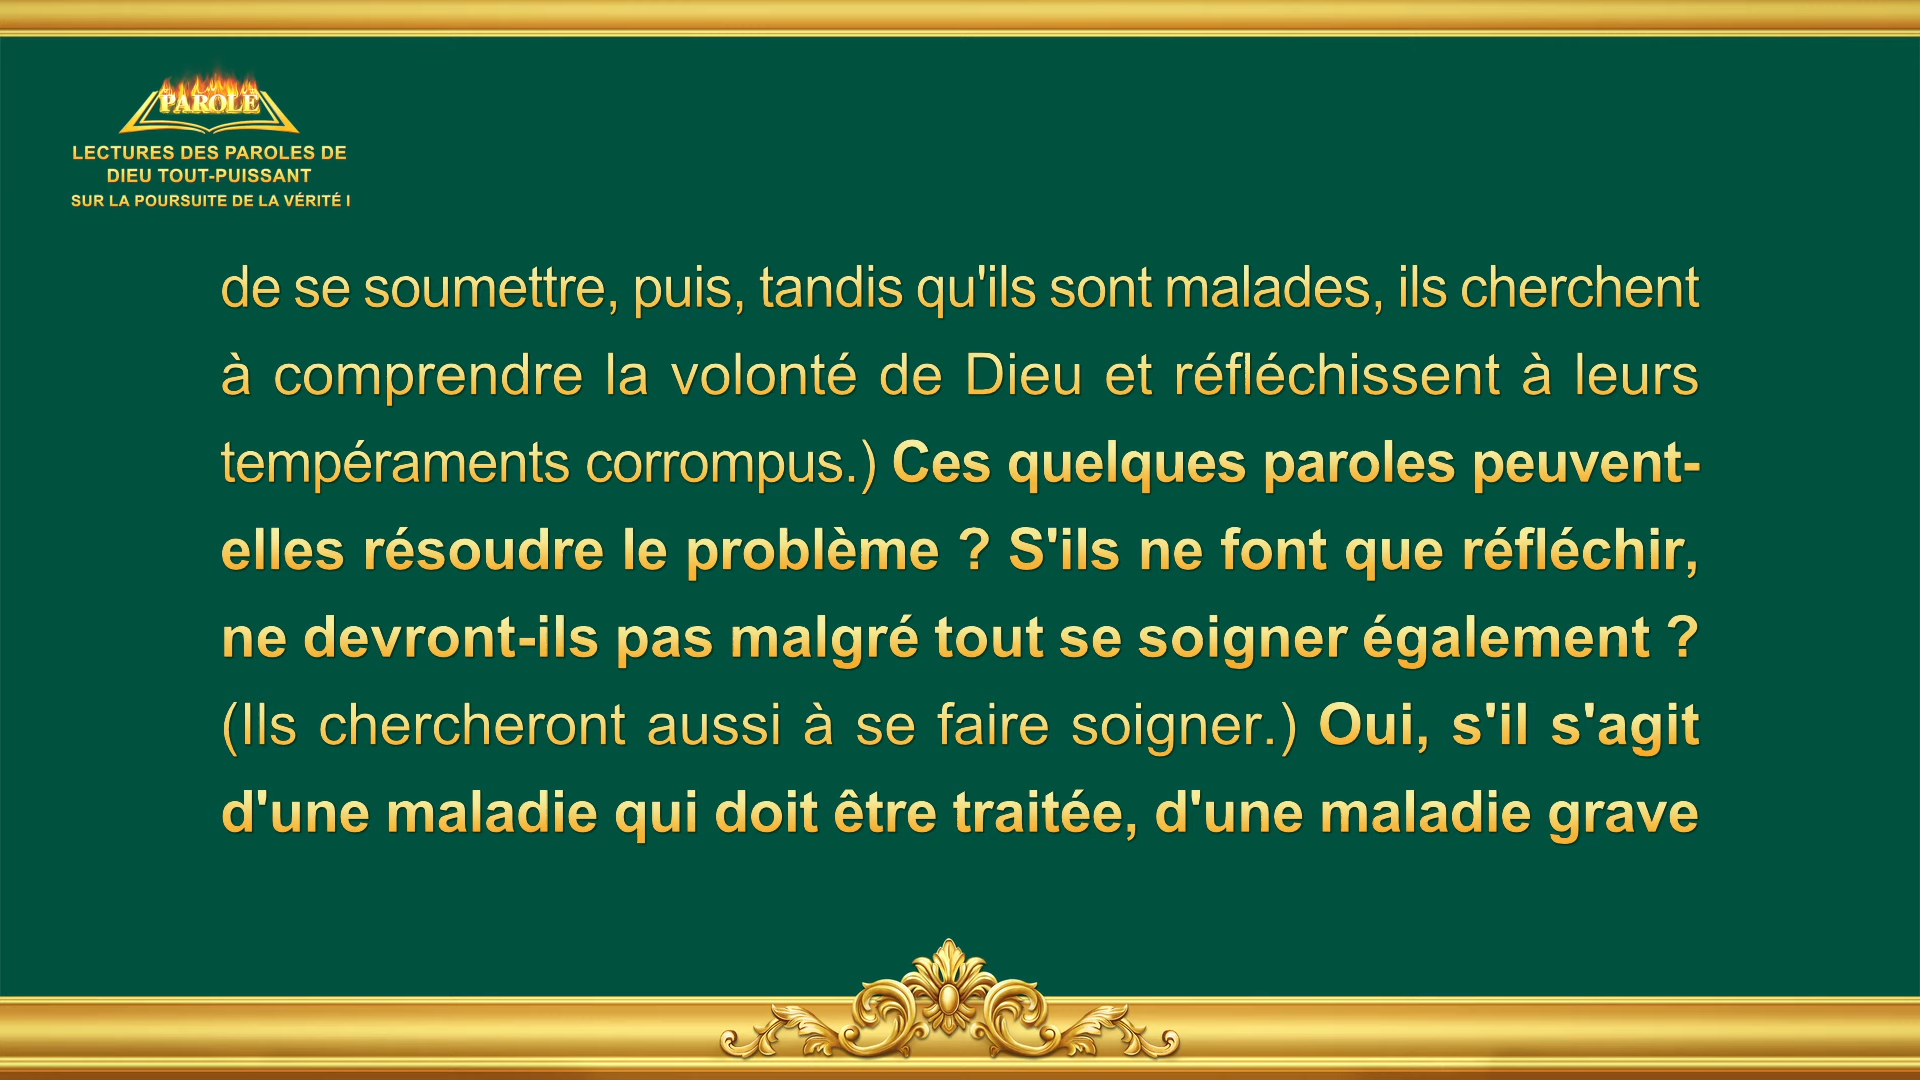 PAROLE
LECTURES DES PAROLES DE
DIEU TOUT-PUISSANT
SUR LA POURSUITE DE LA VÉRITÉ I
de se soumettre, puis, tandis qu'ils sont malades, ils cherchent
à comprendre la volonté de Dieu et réfléchissent à leurs
tempéraments corrompus.) Ces quelques paroles peuvent-
elles résoudre le problème ? S'ils ne font que réfléchir,
ne devront-ils pas malgré tout se soigner également ?
(Ils chercheront aussi à se faire soigner.) Oui, s'il s'agit
d'une maladie qui doit être traitée, d'une maladie grave